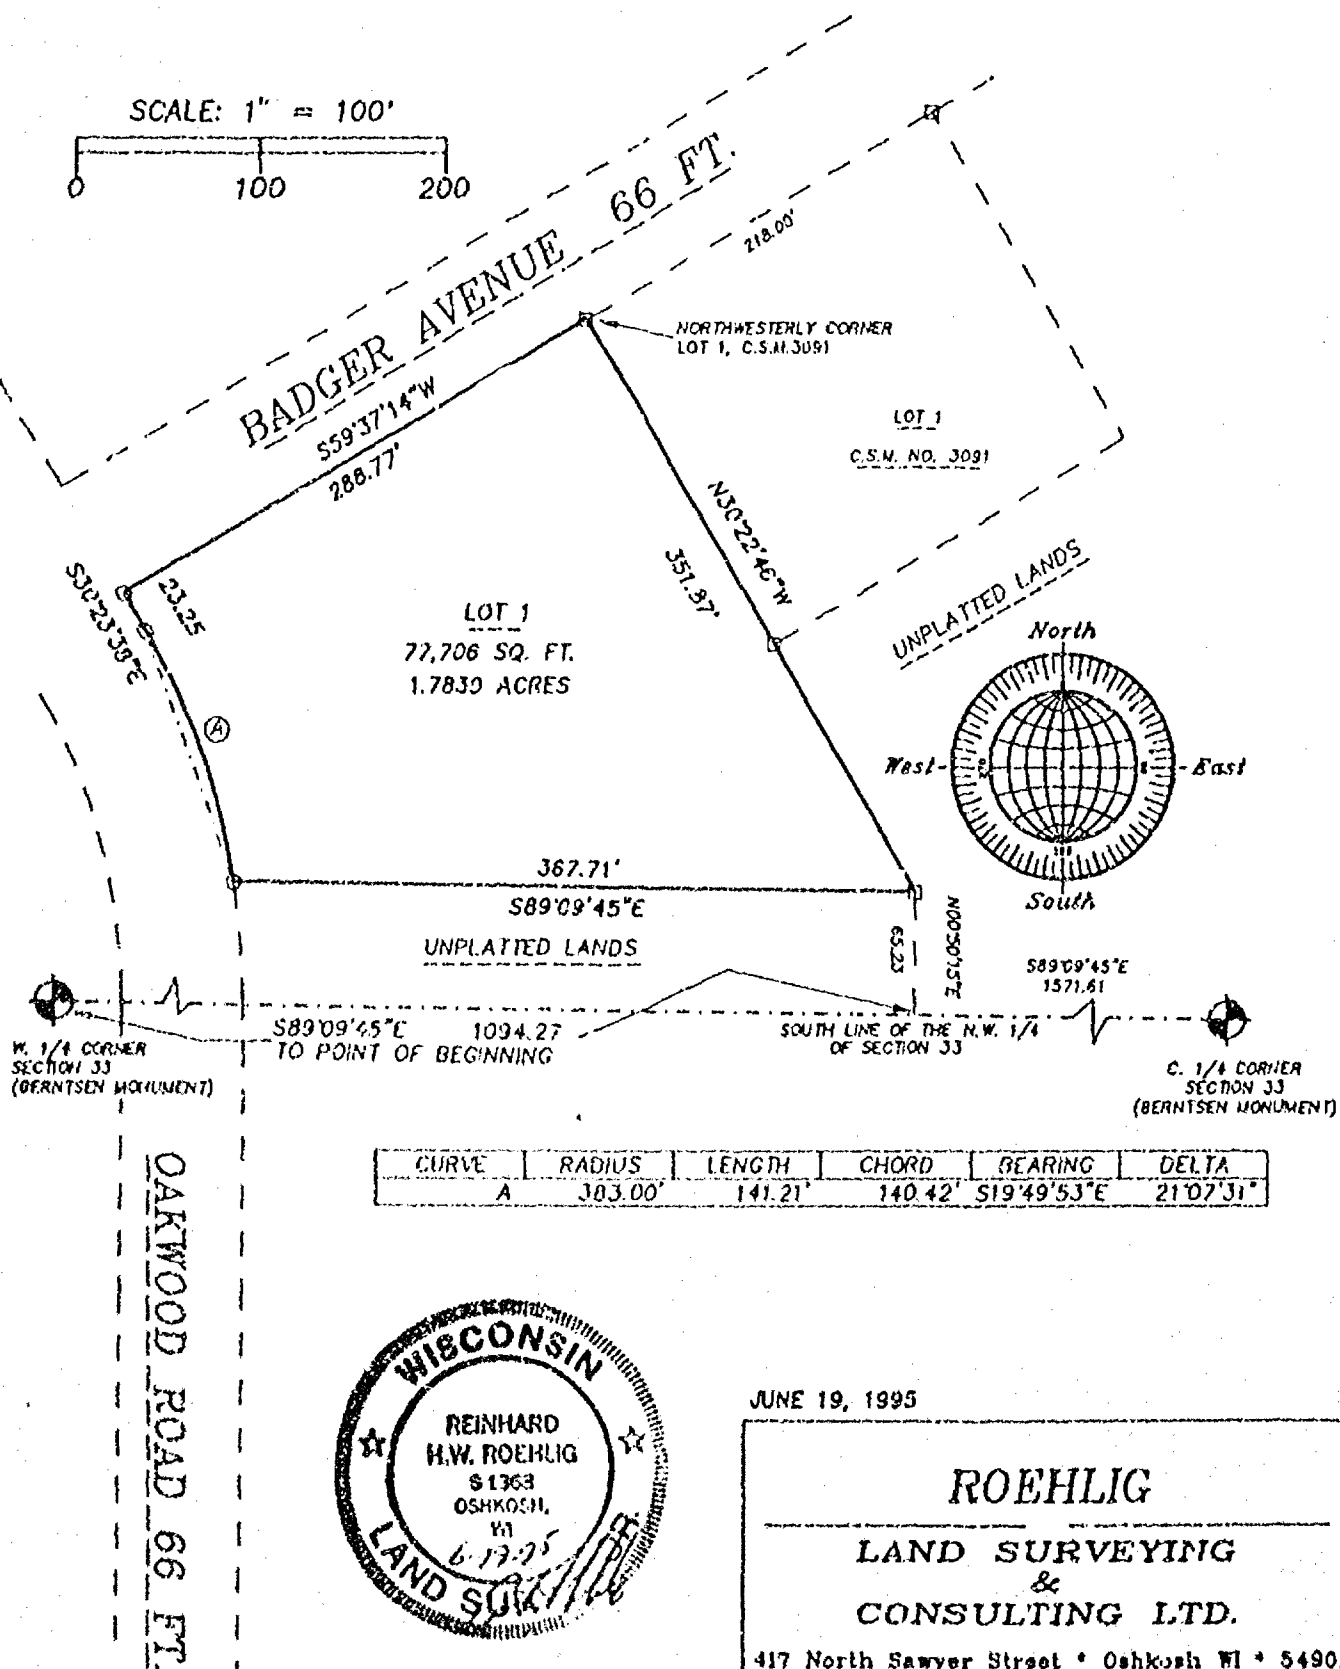 SCALE: 1" = 100'
0 100 200
BADGER AVENUE 66 FT.
218.00'
NORTHWESTERLY CORNER
LOT 1, C.S.M.3091
S59°37'14"W
288.77'
LOT 1
C.S.M. NO. 3091
N30°22'46"W
351.87'
UNPLATTED LANDS
S30°23'38"E
23.25
LOT 1
77,706 SQ. FT.
1.7839 ACRES
A
North
West
East
South
367.71'
S89°09'45"E
UNPLATTED LANDS
65.23
N00°50'15"E
S89°09'45"E
1571.61
S89°09'45"E 1094.27
TO POINT OF BEGINNING
SOUTH LINE OF THE N.W. 1/4
OF SECTION 33
W. 1/4 CORNER
SECTION 33
(BERNTSEN MONUMENT)
C. 1/4 CORNER
SECTION 33
(BERNTSEN MONUMENT)
CURVE RADIUS LENGTH CHORD BEARING DELTA
A 383.00' 141.21' 140.42' S19°49'53"E 21°07'31"
OAKWOOD ROAD 66 FT.
WISCONSIN
REINHARD
H.W. ROEHLIG
S 1363
OSHKOSH,
WI
6-19-95
LAND
JUNE 19, 1995
ROEHLIG
LAND SURVEYING
&
CONSULTING LTD.
417 North Sawyer Street * Oshkosh WI * 5490